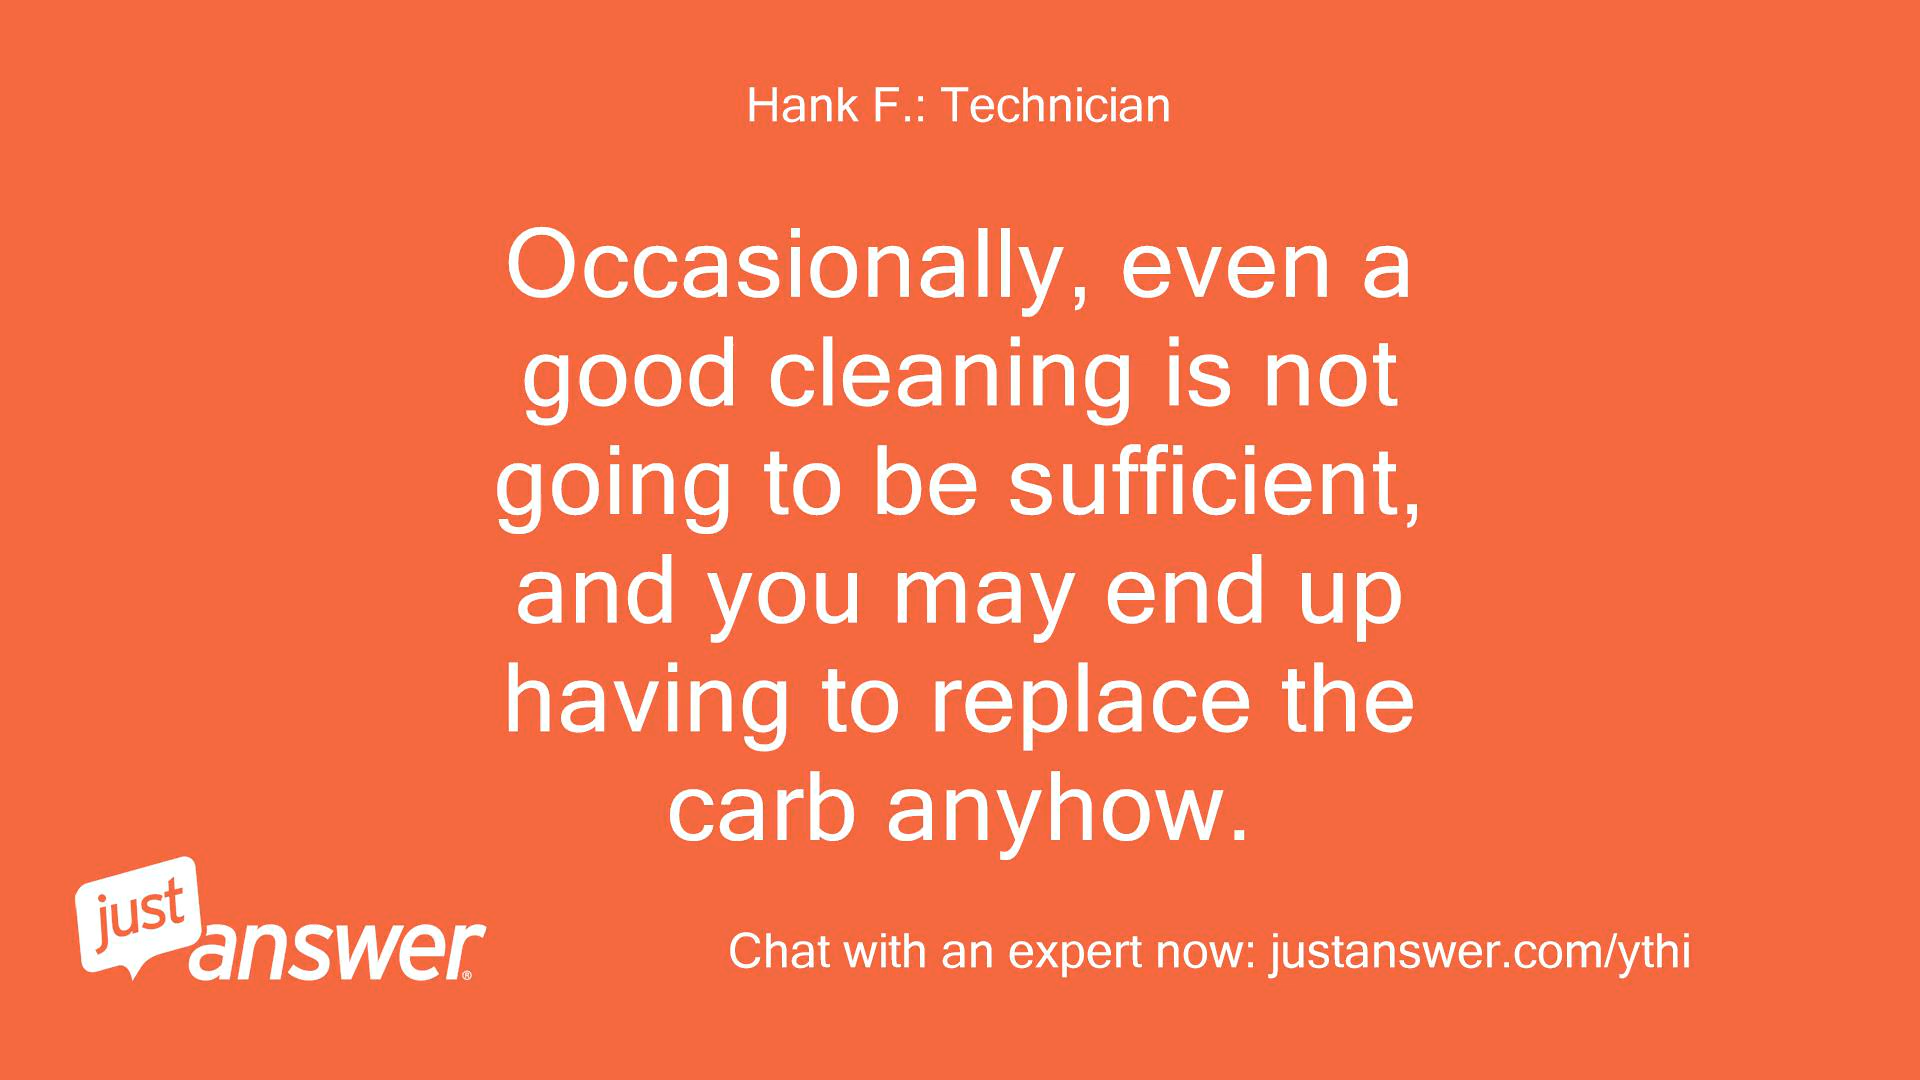 Hank F.: Technician
Occasionally, even a
good cleaning is not
going to be sufficient,
and you may end up
having to replace the
carb anyhow.
just
answer®
Chat with an expert now: justanswer.com/ythi